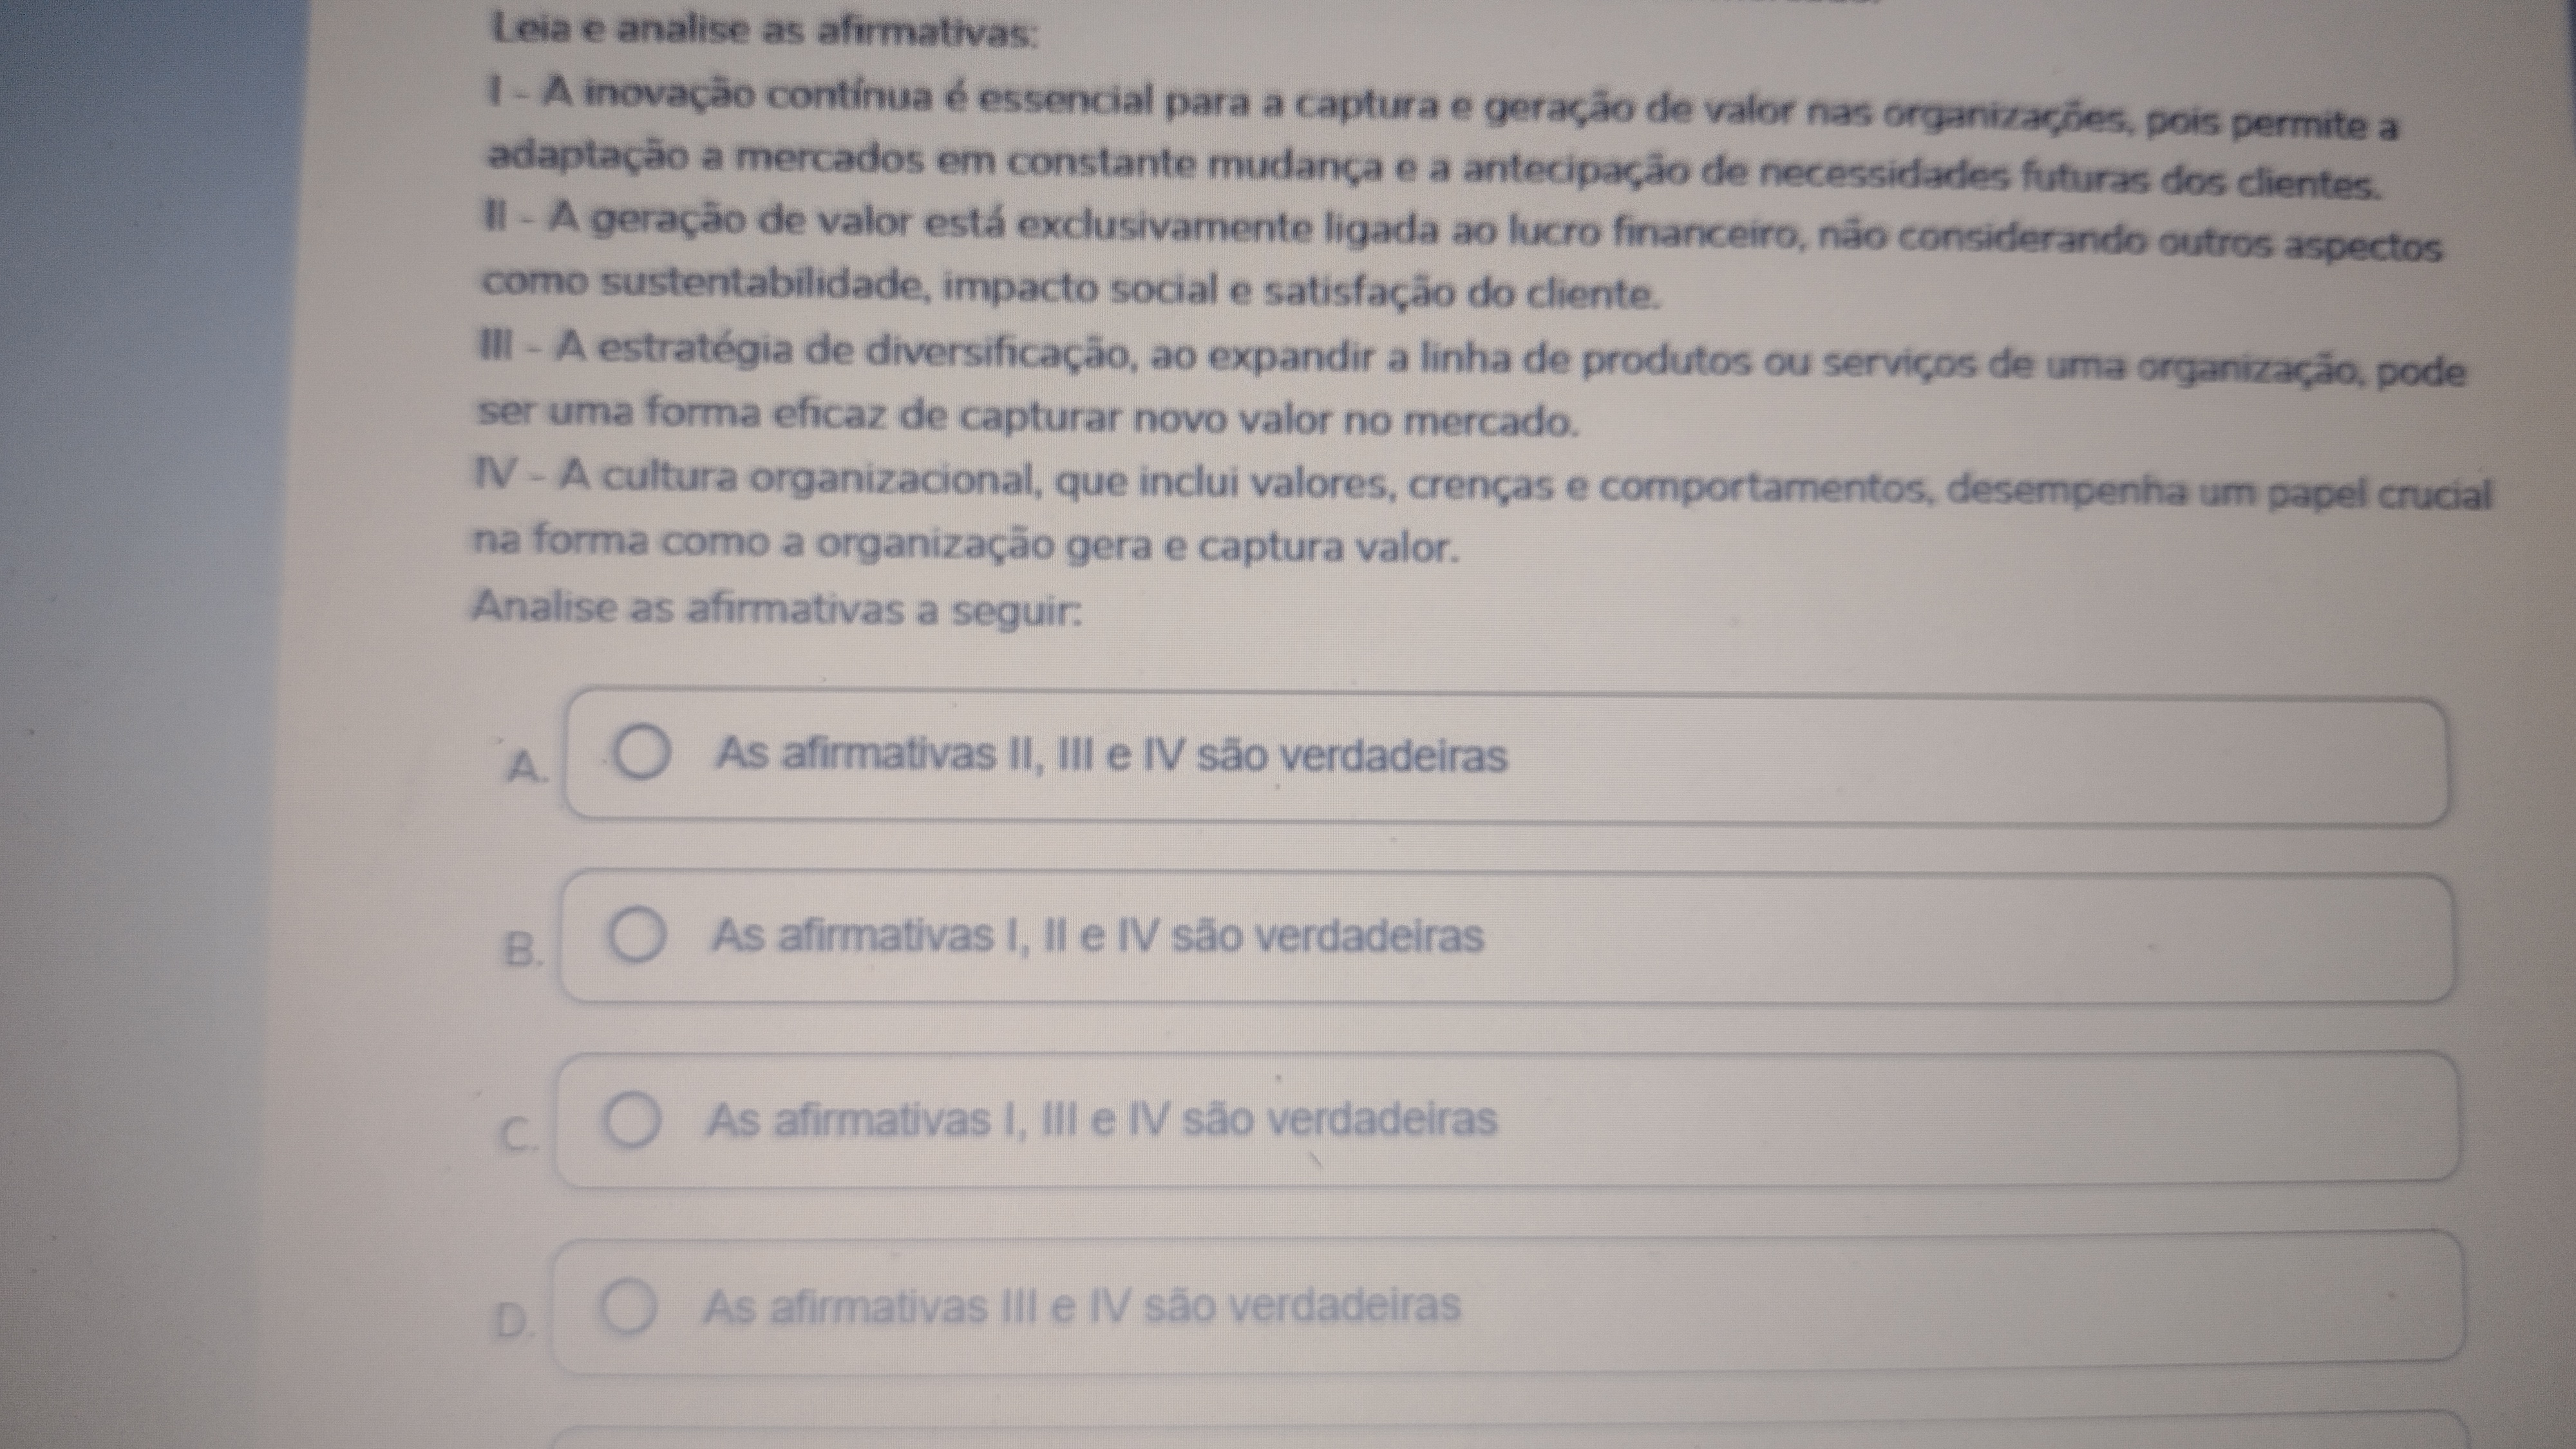 Leia e analise as afirmativas:
I - A inovação contínua é essencial para a captura e geração de valor nas organizações, pois permite a
adaptação a mercados em constante mudança e a antecipação de necessidades futuras dos clientes.
II - A geração de valor está exclusivamente ligada ao lucro financeiro, não considerando outros aspectos
como sustentabilidade, impacto social e satisfação do cliente.
III - A estratégia de diversificação, ao expandir a linha de produtos ou serviços de uma organização, pode
ser uma forma eficaz de capturar novo valor no mercado.
IV - A cultura organizacional, que inclui valores, crenças e comportamentos, desempenha um papel crucial
na forma como a organização gera e captura valor.
Analise as afirmativas a seguir:
A. As afirmativas II, III e IV são verdadeiras
B. As afirmativas I, II e IV são verdadeiras
C. As afirmativas I, III e IV são verdadeiras
D. As afirmativas III e IV são verdadeiras